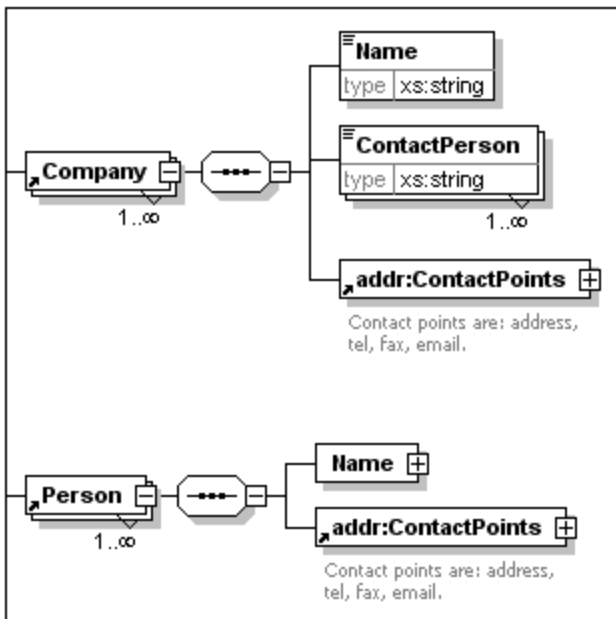 Name
type xs:string
Company
1..∞
ContactPerson
type xs:string
1..∞
addr:ContactPoints
Contact points are: address,
tel, fax, email.
Person
1..∞
Name
addr:ContactPoints
Contact points are: address,
tel, fax, email.